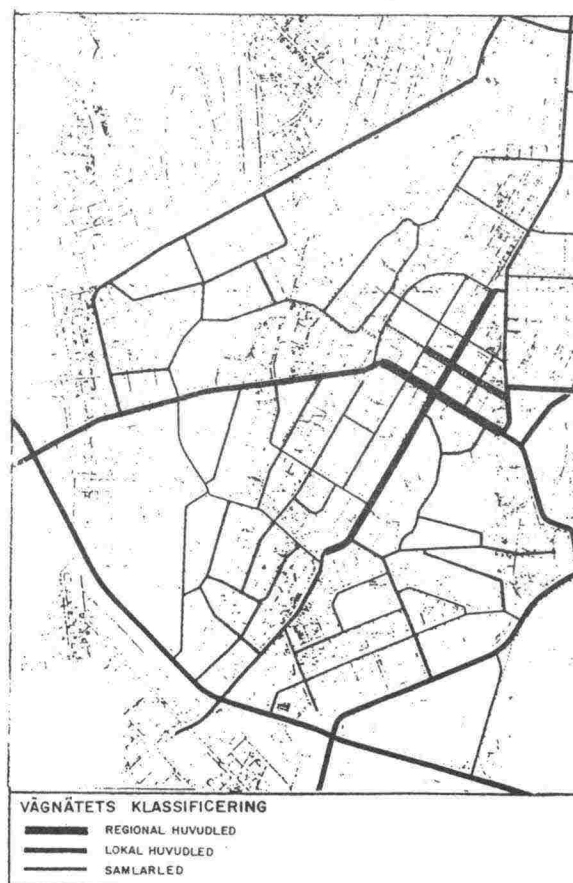 VÄGNÄTETS KLASSIFICERING
REGIONAL HUVUDLED
LOKAL HUVUDLED
SAMLARLED